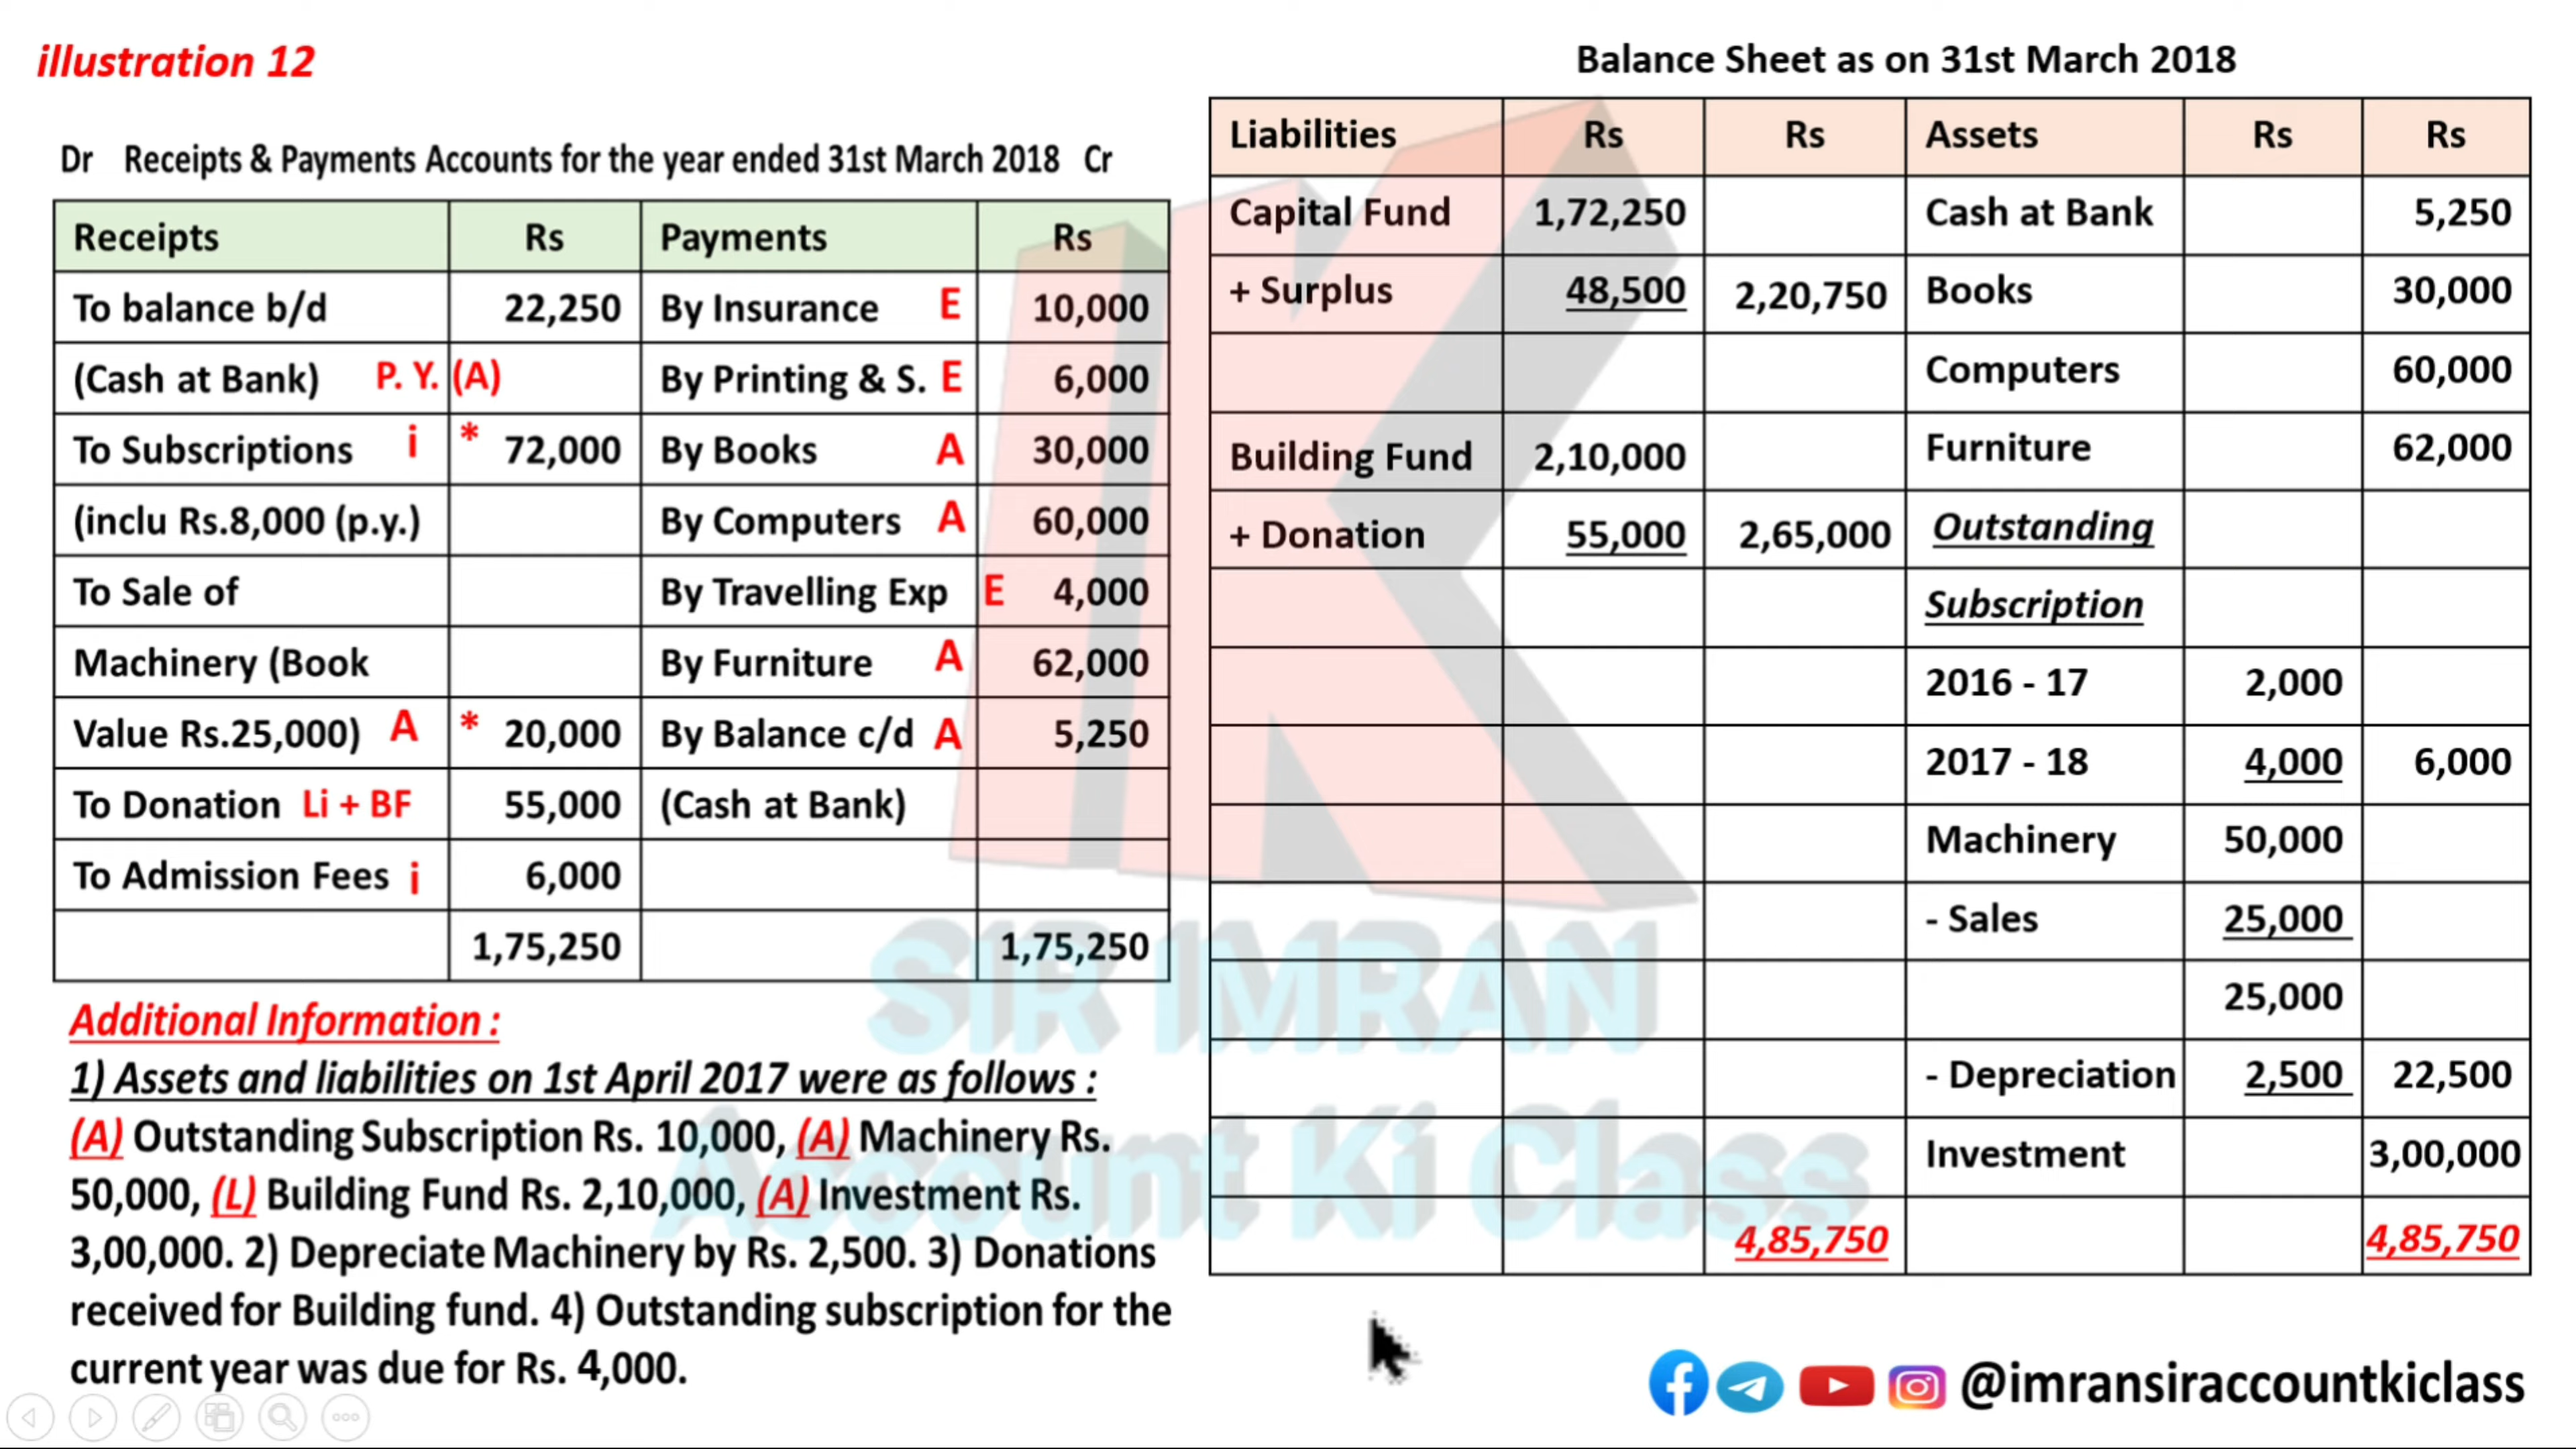 illustration 12
Dr Receipts & Payments Accounts for the year ended 31st March 2018 Cr
Receipts Rs Payments Rs
To balance b/d 22,250 By Insurance E 10,000
(Cash at Bank) P. Y. (A) By Printing & S. E 6,000
To Subscriptions i * 72,000 By Books A 30,000
(inclu Rs.8,000 (p.y.) By Computers A 60,000
To Sale of By Travelling Exp E 4,000
Machinery (Book By Furniture A 62,000
Value Rs.25,000) A * 20,000 By Balance c/d A 5,250
To Donation Li + BF 55,000 (Cash at Bank)
To Admission Fees i 6,000
1,75,250 1,75,250
Additional Information :
1) Assets and liabilities on 1st April 2017 were as follows :
(A) Outstanding Subscription Rs. 10,000, (A) Machinery Rs.
50,000, (L) Building Fund Rs. 2,10,000, (A) Investment Rs.
3,00,000. 2) Depreciate Machinery by Rs. 2,500. 3) Donations
received for Building fund. 4) Outstanding subscription for the
current year was due for Rs. 4,000.
Balance Sheet as on 31st March 2018
Liabilities Rs Rs Assets Rs Rs
Capital Fund 1,72,250 Cash at Bank 5,250
+ Surplus 48,500 2,20,750 Books 30,000
Computers 60,000
Building Fund 2,10,000 Furniture 62,000
+ Donation 55,000 2,65,000 Outstanding
Subscription
2016 - 17 2,000
2017 - 18 4,000 6,000
Machinery 50,000
- Sales 25,000
25,000
- Depreciation 2,500 22,500
Investment 3,00,000
4,85,750 4,85,750
SIR IMRAN
Account Ki Class
@imransiraccountkiclass